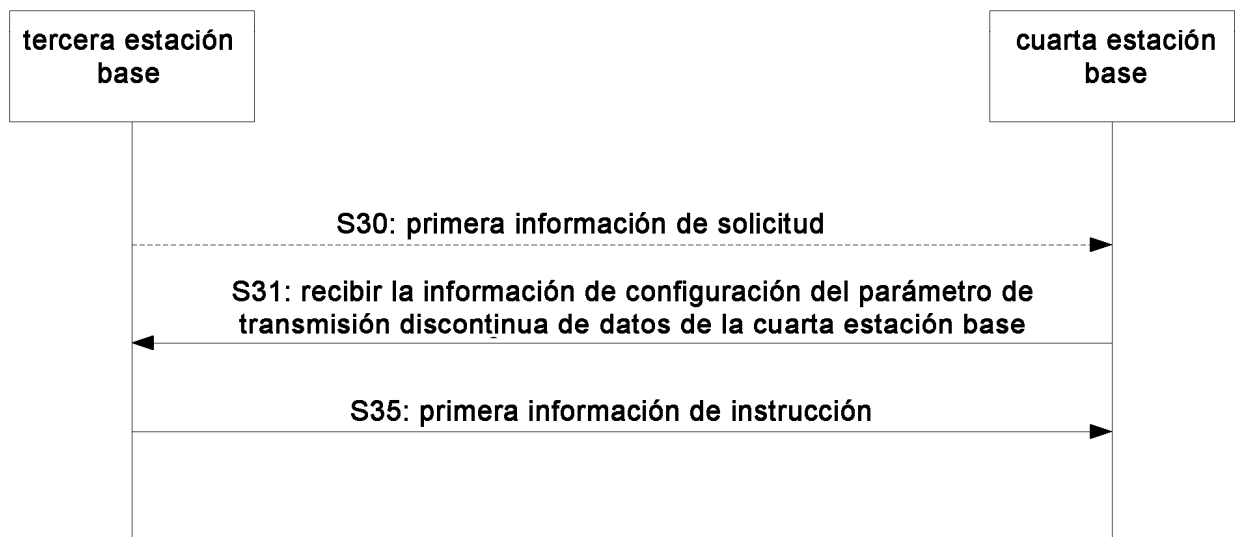 tercera estación
base
cuarta estación
base
S30: primera información de solicitud
S31: recibir la información de configuración del parámetro de
transmisión discontinua de datos de la cuarta estación base
S35: primera información de instrucción